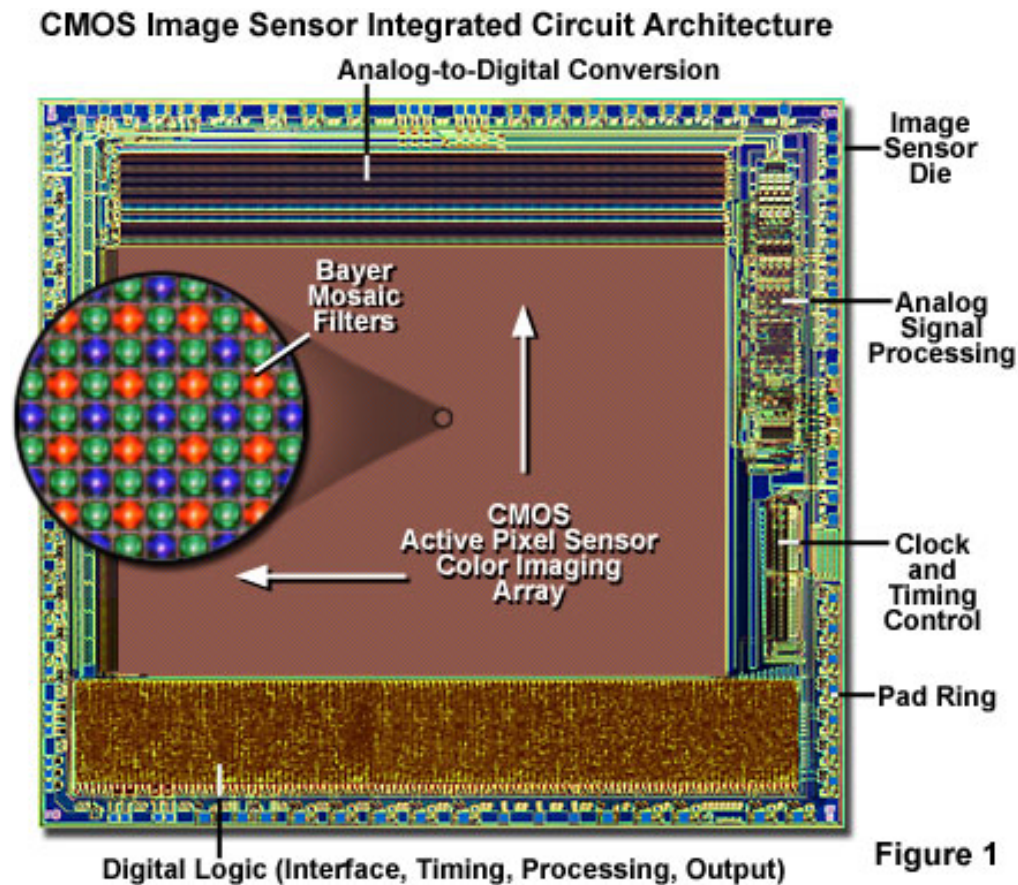 CMOS Image Sensor Integrated Circuit Architecture
Analog-to-Digital Conversion
Image
Sensor
Die
Bayer
Mosaic
Filters
Analog
Signal
Processing
CMOS
Active Pixel Sensor
Color Imaging
Array
Clock
and
Timing
Control
Pad Ring
Digital Logic (Interface, Timing, Processing, Output)
Figure 1